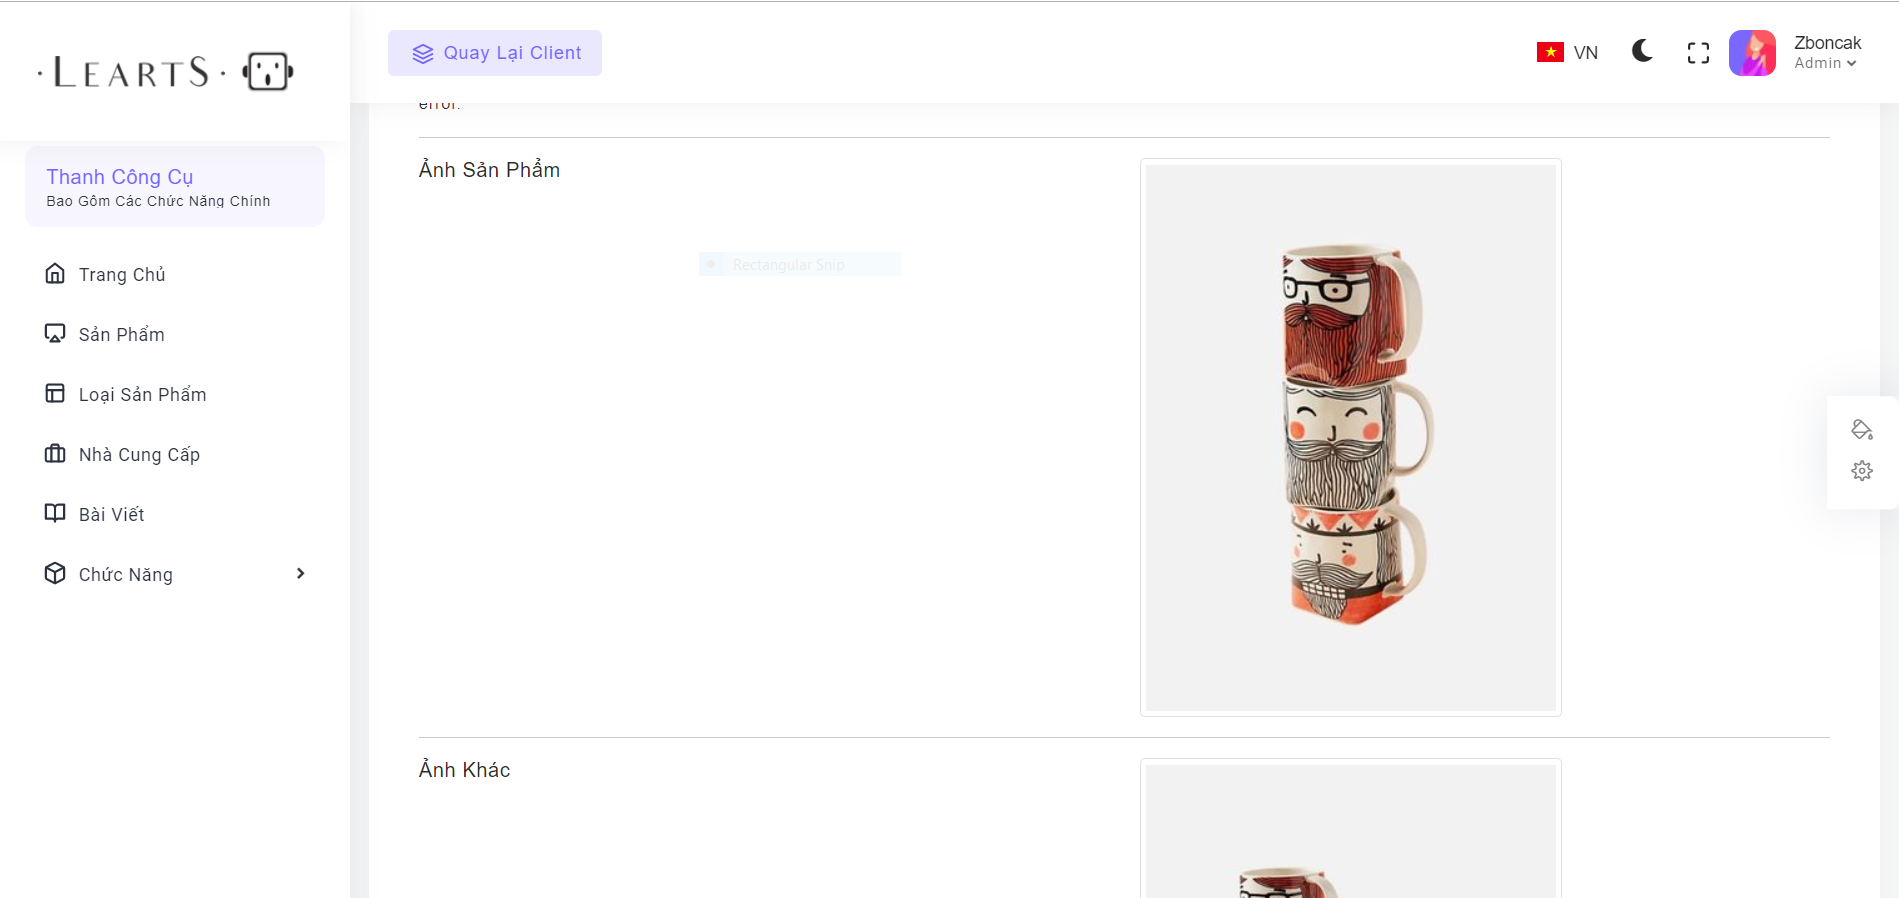 · LEARTS ·
Quay Lại Client
VN
Zboncak
Admin
error.
Thanh Công Cụ
Bao Gồm Các Chức Năng Chính
Trang Chủ
Sản Phẩm
Loại Sản Phẩm
Nhà Cung Cấp
Bài Viết
Chức Năng
Ảnh Sản Phẩm
Rectangular Snip
Ảnh Khác